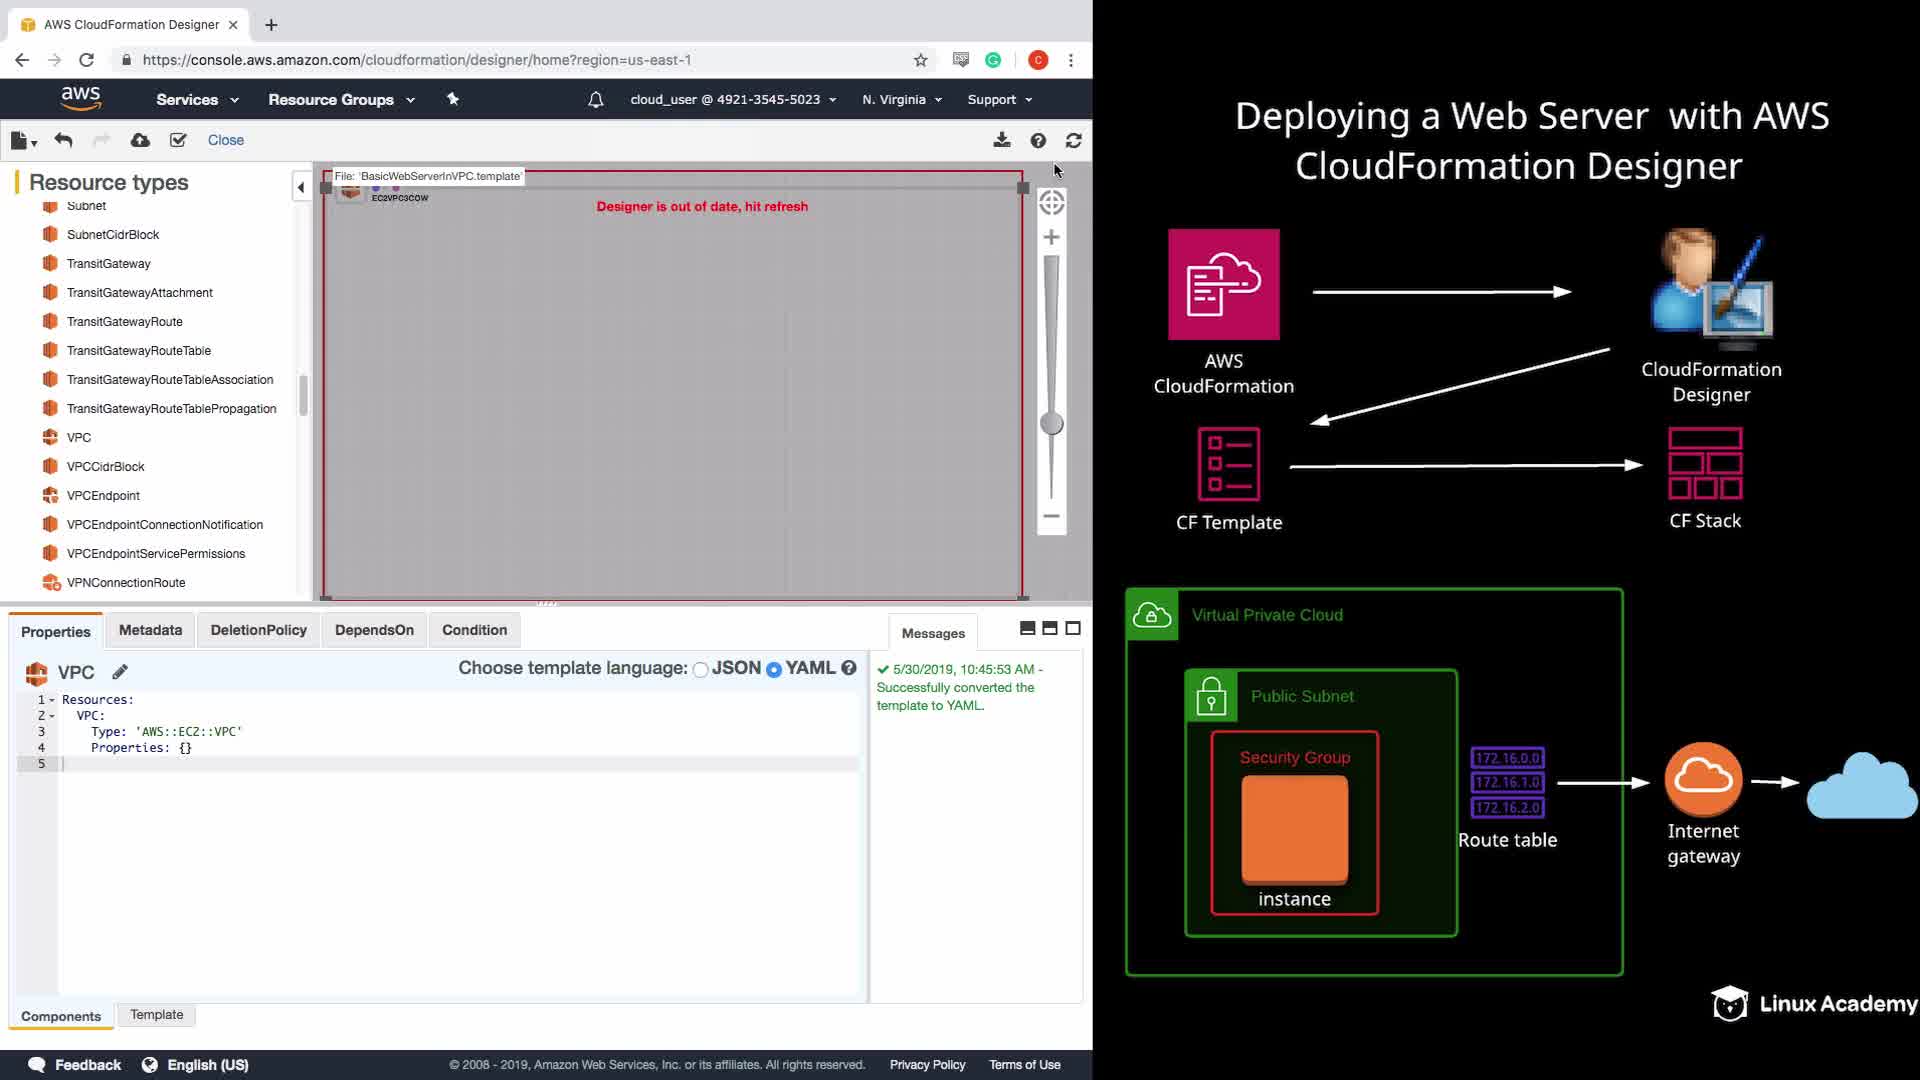 AWS CloudFormation Designer
https://console.aws.amazon.com/cloudformation/designer/home?region=us-east-1
CSP
C
aws
Services
Resource Groups
cloud_user @ 4921-3545-5023
N. Virginia
Support
Close
Resource types
Subnet
SubnetCidrBlock
TransitGateway
TransitGatewayAttachment
TransitGatewayRoute
TransitGatewayRouteTable
TransitGatewayRouteTableAssociation
TransitGatewayRouteTablePropagation
VPC
VPCCidrBlock
VPCEndpoint
VPCEndpointConnectionNotification
VPCEndpointServicePermissions
VPNConnectionRoute
File: 'BasicWebServerInVPC.template'
EC2VPC3COW
Designer is out of date, hit refresh
Properties
Metadata
DeletionPolicy
DependsOn
Condition
Messages
VPC
Choose template language: JSON YAML
1 Resources:
2 VPC:
3 Type: 'AWS::EC2::VPC'
4 Properties: {}
5
5/30/2019, 10:45:53 AM -
Successfully converted the
template to YAML.
Components
Template
Feedback
English (US)
© 2008 - 2019, Amazon Web Services, Inc. or its affiliates. All rights reserved.
Privacy Policy
Terms of Use
Deploying a Web Server with AWS
CloudFormation Designer
AWS
CloudFormation
CloudFormation
Designer
CF Template
CF Stack
Virtual Private Cloud
Public Subnet
Security Group
instance
172.16.0.0
172.16.1.0
172.16.2.0
Route table
Internet
gateway
Linux Academy